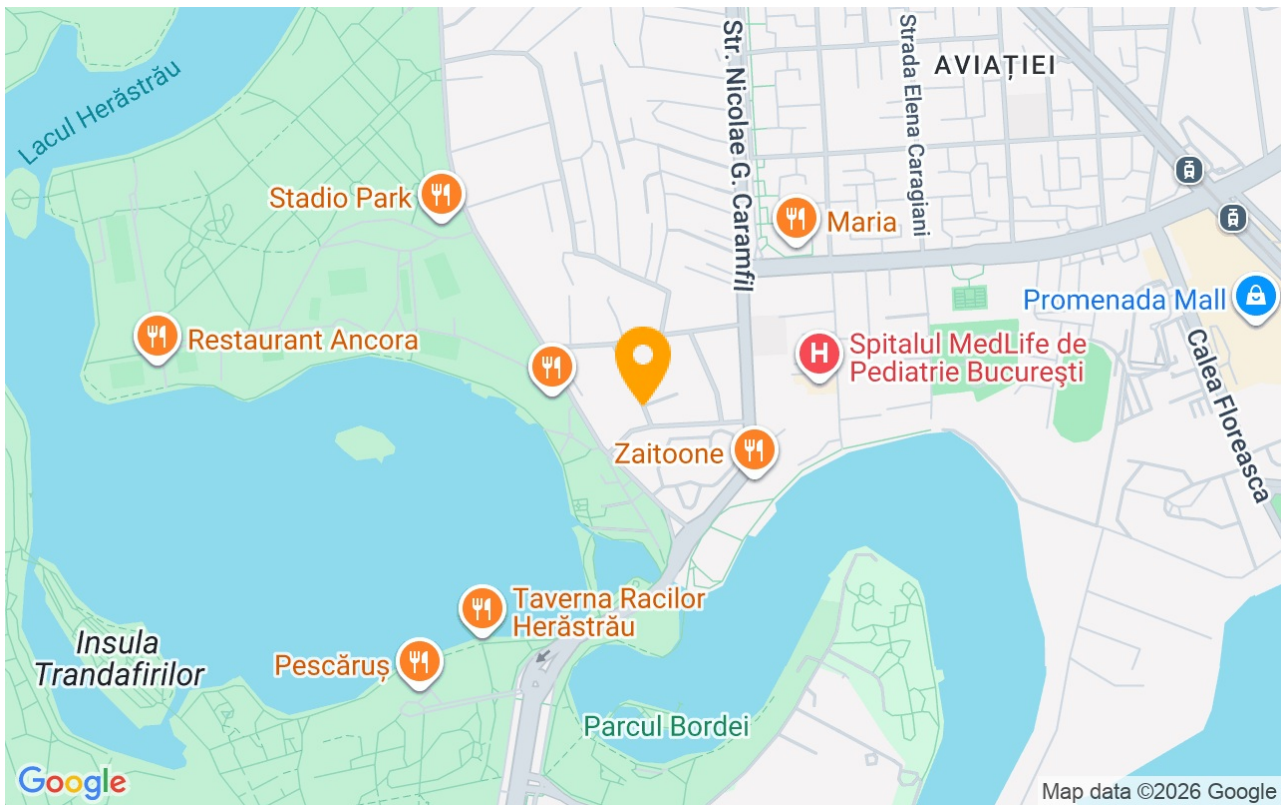 Lacul Herăstrău
Str. Nicolae G. Caramfil
Strada Elena Caragiani
AVIAȚIEI
Stadio Park
Maria
Promenada Mall
Restaurant Ancora
Spitalul MedLife de
Pediatrie București
Calea Floreasca
Zaitoone
Taverna Racilor
Herăstrău
Insula
Trandafirilor
Pescăruș
Parcul Bordei
Google
Map data ©2026 Google